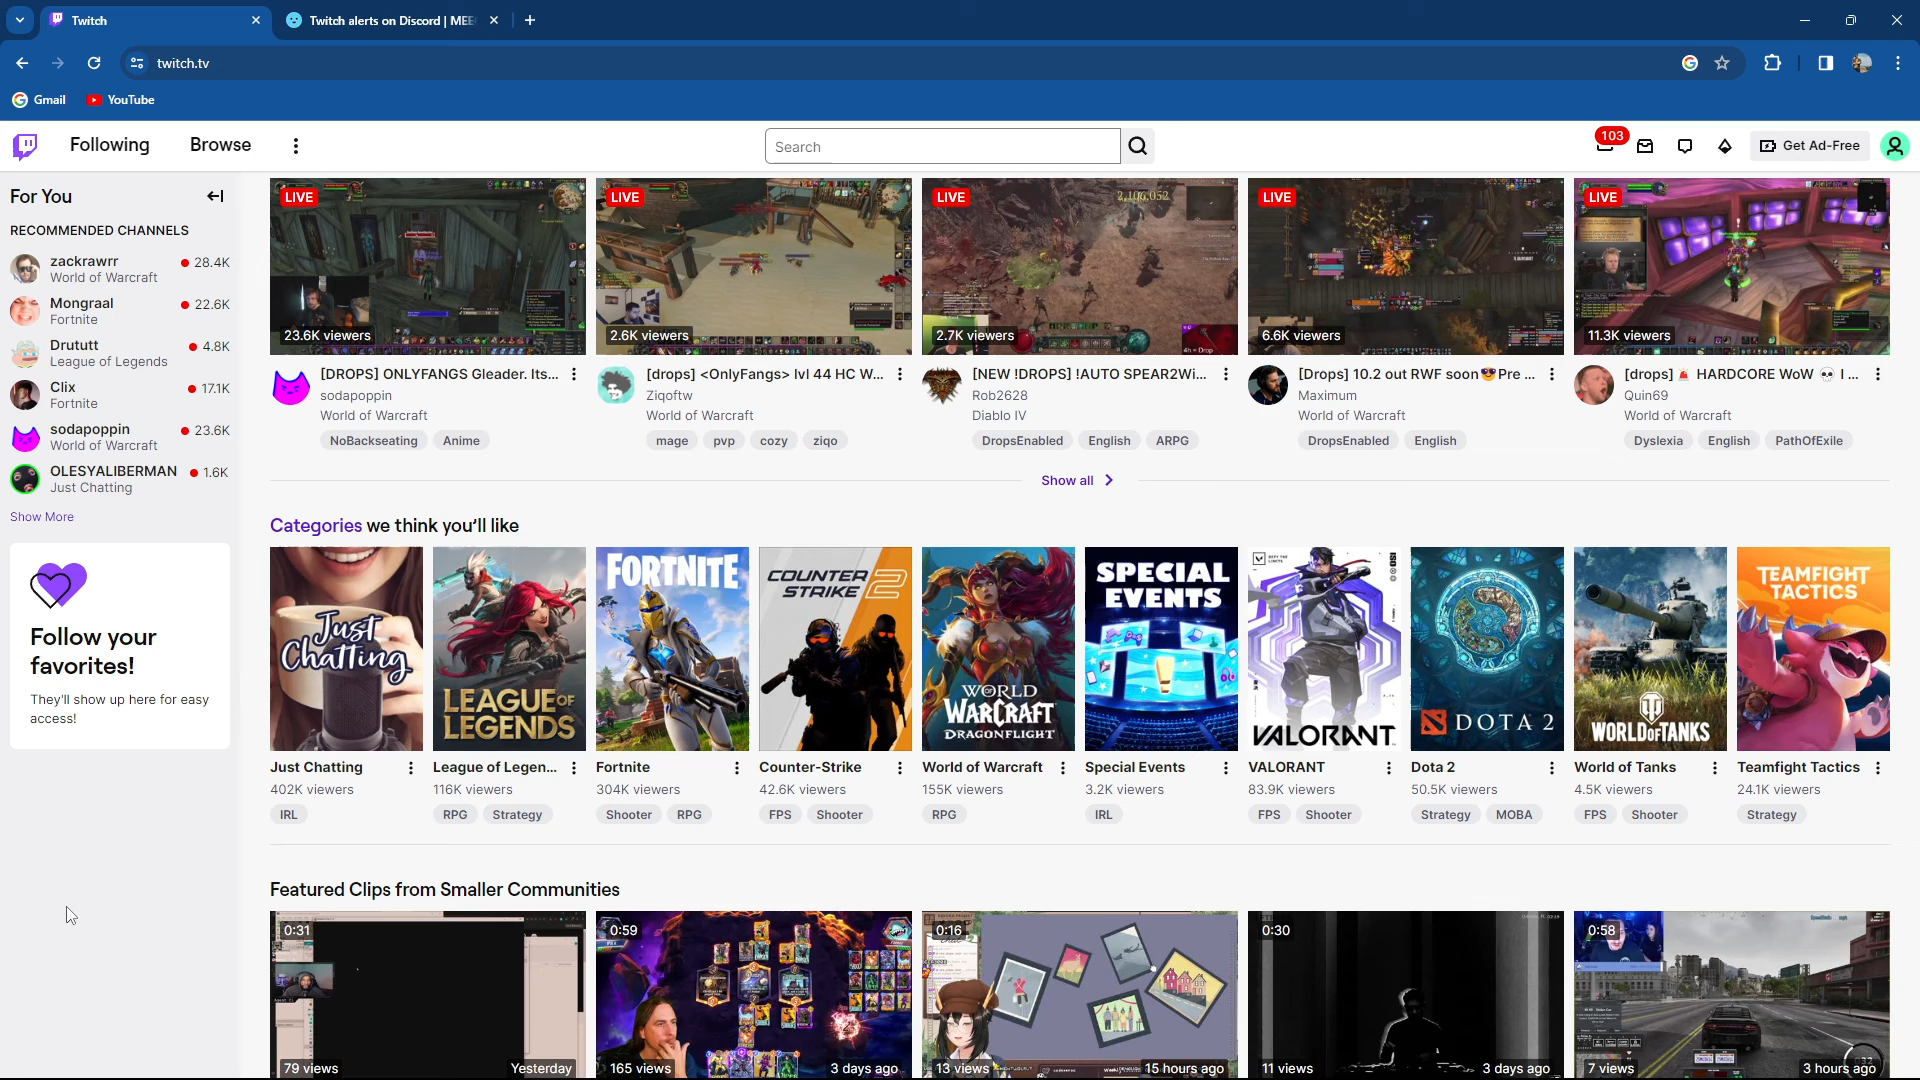 Twitch
Twitch alerts on Discord | MEE
twitch.tv
Gmail
YouTube
Following
Browse
Search
103
Get Ad-Free
For You
RECOMMENDED CHANNELS
zackrawrr
28.4K
World of Warcraft
Mongraal
22.6K
Fortnite
Drututt
4.8K
League of Legends
Clix
17.1K
Fortnite
sodapoppin
23.6K
World of Warcraft
OLESYALIBERMAN
1.6K
Just Chatting
Show More
Follow your
favorites!
They'll show up here for easy
access!
LIVE
23.6K viewers
[DROPS] ONLYFANGS Gleader. Its...
sodapoppin
World of Warcraft
NoBackseating Anime
LIVE
2.6K viewers
[drops] <OnlyFangs> lvl 44 HC W...
Ziqoftw
World of Warcraft
mage pvp cozy ziqo
LIVE
2,106,052
2.7K viewers
[NEW !DROPS] !AUTO SPEAR2Wi...
Rob2628
Diablo IV
DropsEnabled English ARPG
LIVE
6.6K viewers
[Drops] 10.2 out RWF soon😎Pre ...
Maximum
World of Warcraft
DropsEnabled English
LIVE
11.3K viewers
[drops] 🚨 HARDCORE WoW 💀 I ...
Quin69
World of Warcraft
Dyslexia English PathOfExile
Show all
Categories we think you'll like
Just
Chatting
Just Chatting
402K viewers
IRL
LEAGUE OF
LEGENDS
League of Legen...
116K viewers
RPG Strategy
FORTNITE
Fortnite
304K viewers
Shooter RPG
COUNTER
STRIKE 2
Counter-Strike
42.6K viewers
FPS Shooter
WORLD
OF
WARCRAFT
DRAGONFLIGHT
World of Warcraft
155K viewers
RPG
SPECIAL
EVENTS
Special Events
3.2K viewers
IRL
DEFY THE
LIMITS
VALORANT
VALORANT
83.9K viewers
FPS Shooter
DOTA 2
Dota 2
50.5K viewers
Strategy MOBA
WORLD OF TANKS
World of Tanks
4.5K viewers
FPS Shooter
TEAMFIGHT
TACTICS
Teamfight Tactics
24.1K viewers
Strategy
Featured Clips from Smaller Communities
0:31
79 views
Yesterday
0:59
165 views
3 days ago
0:16
13 views
15 hours ago
0:30
11 views
3 days ago
0:58
7 views
3 hours ago